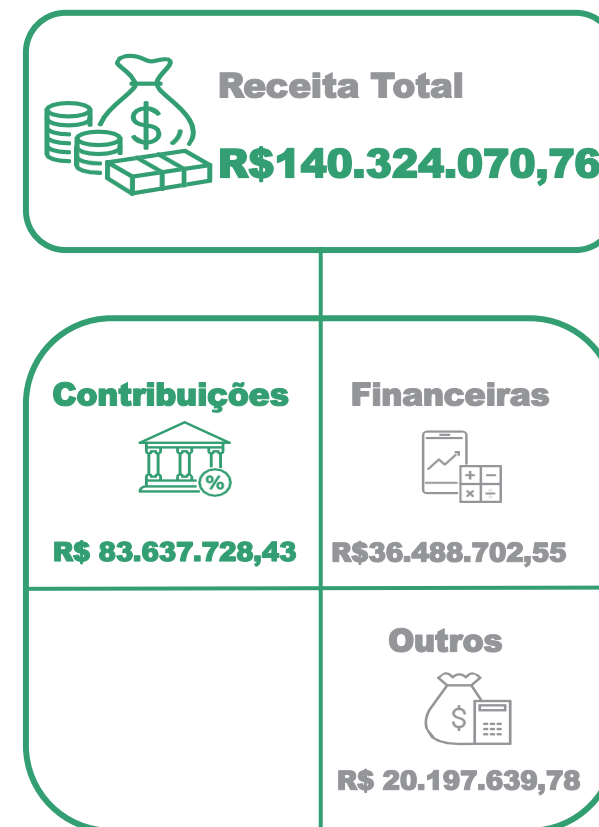 Receita Total
R$140.324.070,76
Contribuições
R$ 83.637.728,43
Financeiras
R$36.488.702,55
Outros
R$ 20.197.639,78